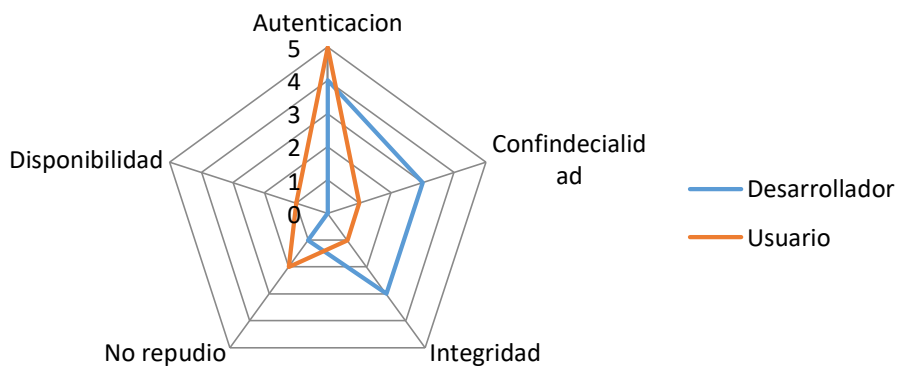 Autenticacion
5
4
3
2
1
0
Confindecialid
ad
Integridad
No repudio
Disponibilidad
Desarrollador
Usuario